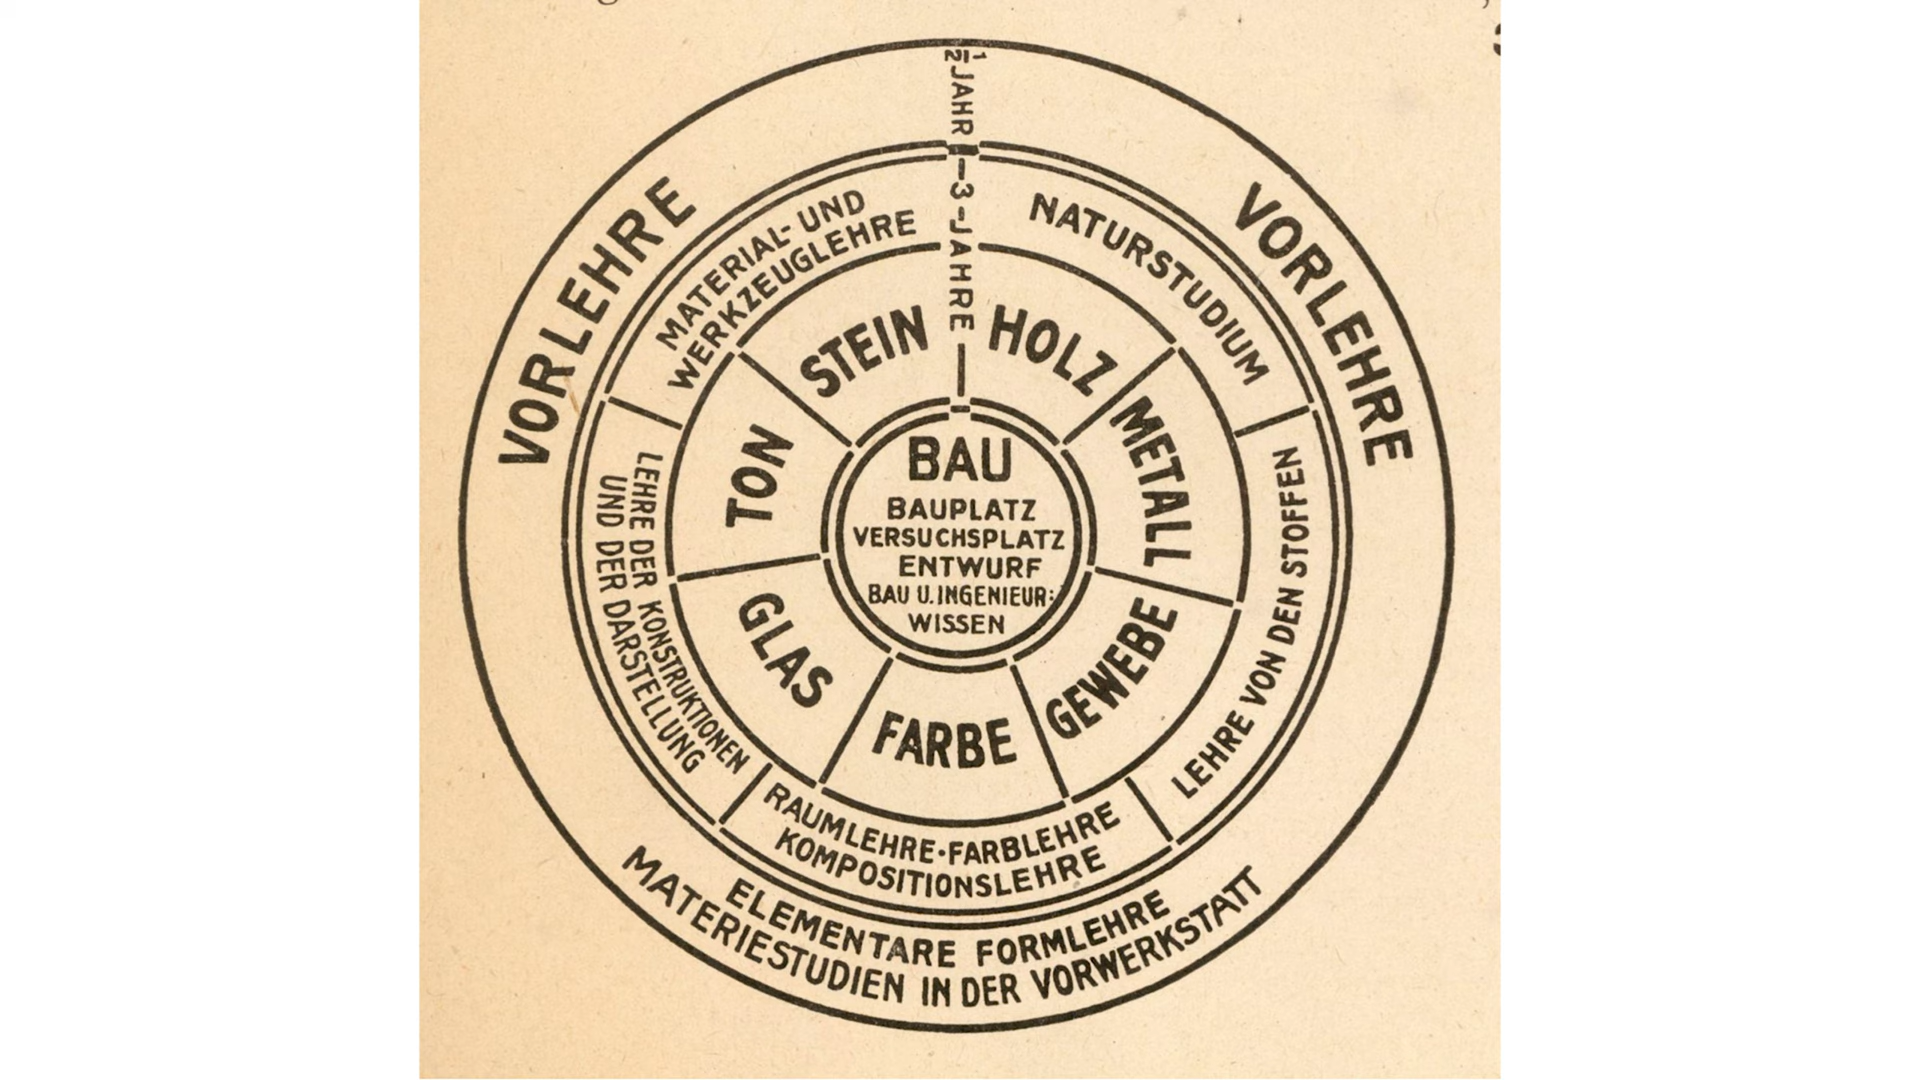 ½ JAHR
VORLEHRE
VORLEHRE
3-JAHRE
MATERIAL- UND
WERKZEUGLEHRE
NATURSTUDIUM
STEIN
HOLZ
TON
METALL
BAU
BAUPLATZ
VERSUCHSPLATZ
ENTWURF
BAU U. INGENIEUR:
WISSEN
LEHRE DER KONSTRUKTIONEN
UND DER DARSTELLUNG
LEHRE VON DEN STOFFEN
GLAS
GEWEBE
FARBE
RAUMLEHRE·FARBLEHRE
KOMPOSITIONSLEHRE
ELEMENTARE FORMLEHRE
MATERIESTUDIEN IN DER VORWERKSTATT